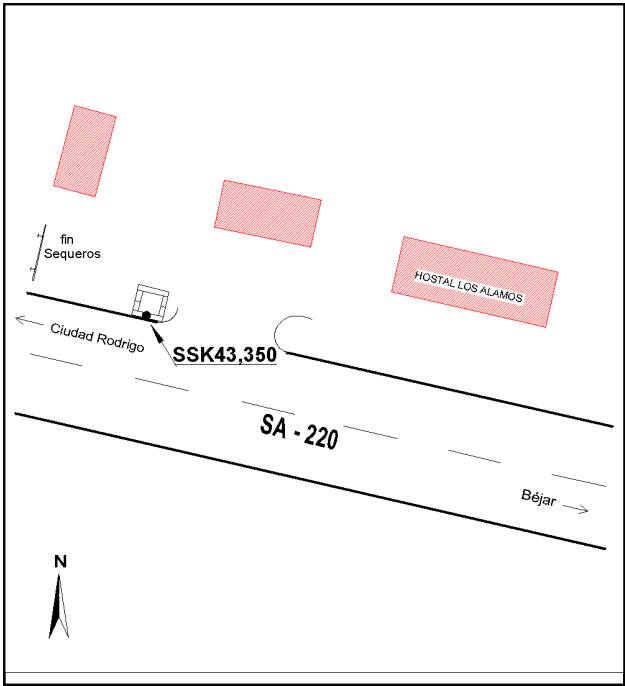 fin
Sequeros
HOSTAL LOS ALAMOS
Ciudad Rodrigo
SSK43,350
SA - 220
Béjar
N